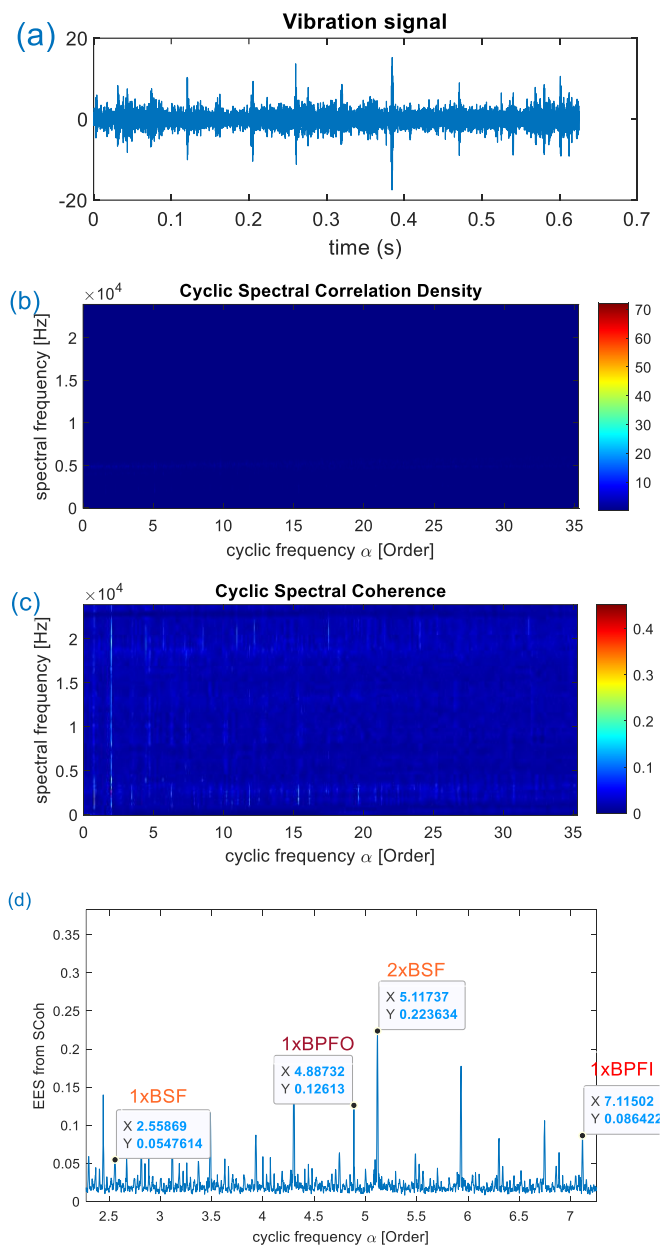 (a)
Vibration signal
20
0
-20
0 0.1 0.2 0.3 0.4 0.5 0.6 0.7
time (s)
(b)
×10⁴
Cyclic Spectral Correlation Density
spectral frequency [Hz]
2
1.5
1
0.5
0
0 5 10 15 20 25 30 35
cyclic frequency α [Order]
70
60
50
40
30
20
10
(c)
×10⁴
Cyclic Spectral Coherence
spectral frequency [Hz]
2
1.5
1
0.5
0
0 5 10 15 20 25 30 35
cyclic frequency α [Order]
0.4
0.3
0.2
0.1
0
(d)
EES from SCoh
0.35
0.3
0.25
0.2
0.15
0.1
0.05
0
2xBSF
X 5.11737
Y 0.223634
1xBPFO
X 4.88732
Y 0.12613
1xBPFI
X 7.11502
Y 0.086422
1xBSF
X 2.55869
Y 0.0547614
2.5 3 3.5 4 4.5 5 5.5 6 6.5 7
cyclic frequency α [Order]